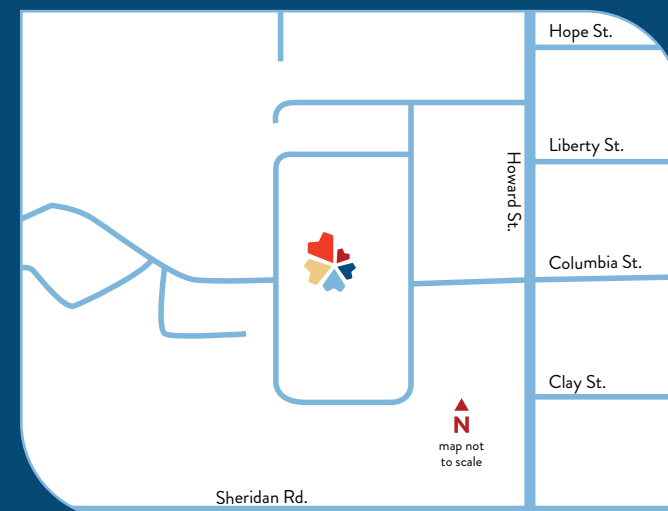 Hope St.
Liberty St.
Howard St.
Columbia St.
Clay St.
N
map not
to scale
Sheridan Rd.